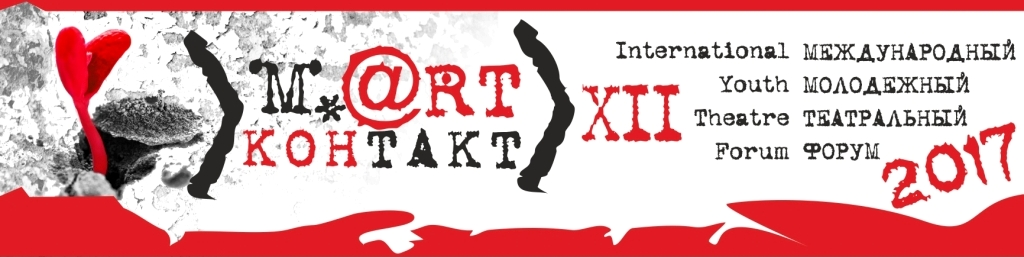 М.@RT
КОНТАКТ
XII
International МЕЖДУНАРОДНЫЙ
Youth МОЛОДЕЖНЫЙ
Theatre ТЕАТРАЛЬНЫЙ
Forum ФОРУМ
2017